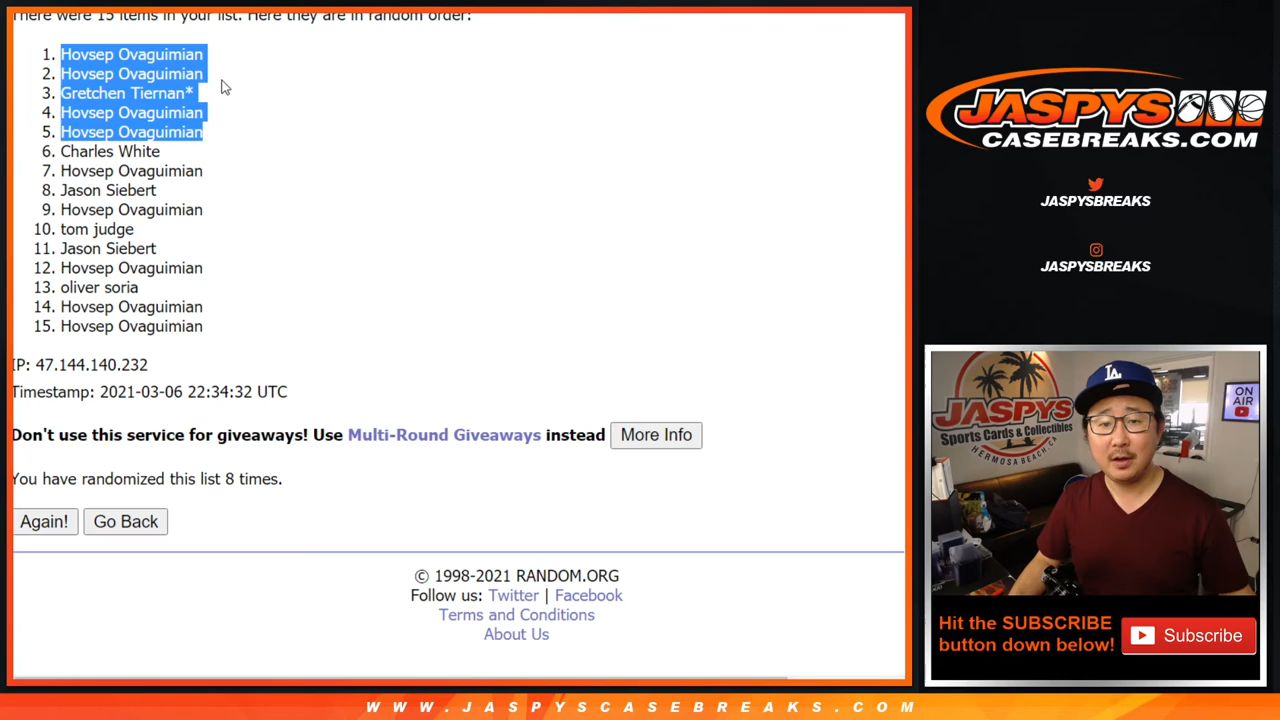 There were 15 items in your list. Here they are in random order:
1. Hovsep Ovaguimian
2. Hovsep Ovaguimian
3. Gretchen Tiernan*
4. Hovsep Ovaguimian
5. Hovsep Ovaguimian
6. Charles White
7. Hovsep Ovaguimian
8. Jason Siebert
9. Hovsep Ovaguimian
10. tom judge
11. Jason Siebert
12. Hovsep Ovaguimian
13. oliver soria
14. Hovsep Ovaguimian
15. Hovsep Ovaguimian
IP: 47.144.140.232
Timestamp: 2021-03-06 22:34:32 UTC
Don't use this service for giveaways! Use Multi-Round Giveaways instead More Info
You have randomized this list 8 times.
Again! Go Back
© 1998-2021 RANDOM.ORG
Follow us: Twitter | Facebook
Terms and Conditions
About Us
JASPYS
CASEBREAKS.COM
JASPYSBREAKS
JASPYSBREAKS
JASPYS
Sports Cards & Collectibles
HERMOSA BEACH, CA
LA
ON
AIR
Hit the SUBSCRIBE
button down below!
Subscribe
WWW.JASPYSCASEBREAKS.COM